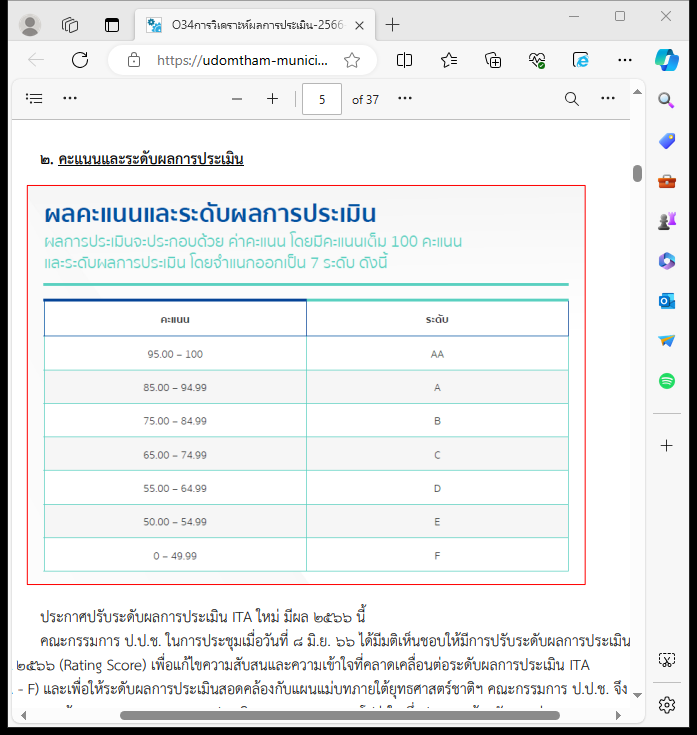 O34การวิเคราะห์ผลการประเมิน-2566
https://udomtham-munici...
5 of 37
๒. คะแนนและระดับผลการประเมิน
ผลคะแนนและระดับผลการประเมิน
ผลการประเมินจะประกอบด้วย ค่าคะแนน โดยมีคะแนนเต็ม 100 คะแนน
และระดับผลการประเมิน โดยจำแนกออกเป็น 7 ระดับ ดังนี้
คะแนน ระดับ
95.00 – 100 AA
85.00 – 94.99 A
75.00 – 84.99 B
65.00 – 74.99 C
55.00 – 64.99 D
50.00 – 54.99 E
0 – 49.99 F
ประกาศปรับระดับผลการประเมิน ITA ใหม่ มีผล ๒๕๖๖ นี้
คณะกรรมการ ป.ป.ช. ในการประชุมเมื่อวันที่ ๘ มิ.ย. ๖๖ ได้มีมติเห็นชอบให้มีการปรับระดับผลการประเมิน
๒๕๖๖ (Rating Score) เพื่อแก้ไขความสับสนและความเข้าใจที่คลาดเคลื่อนต่อระดับผลการประเมิน ITA
- F) และเพื่อให้ระดับผลการประเมินสอดคล้องกับแผนแม่บทภายใต้ยุทธศาสตร์ชาติฯ คณะกรรมการ ป.ป.ช. จึง